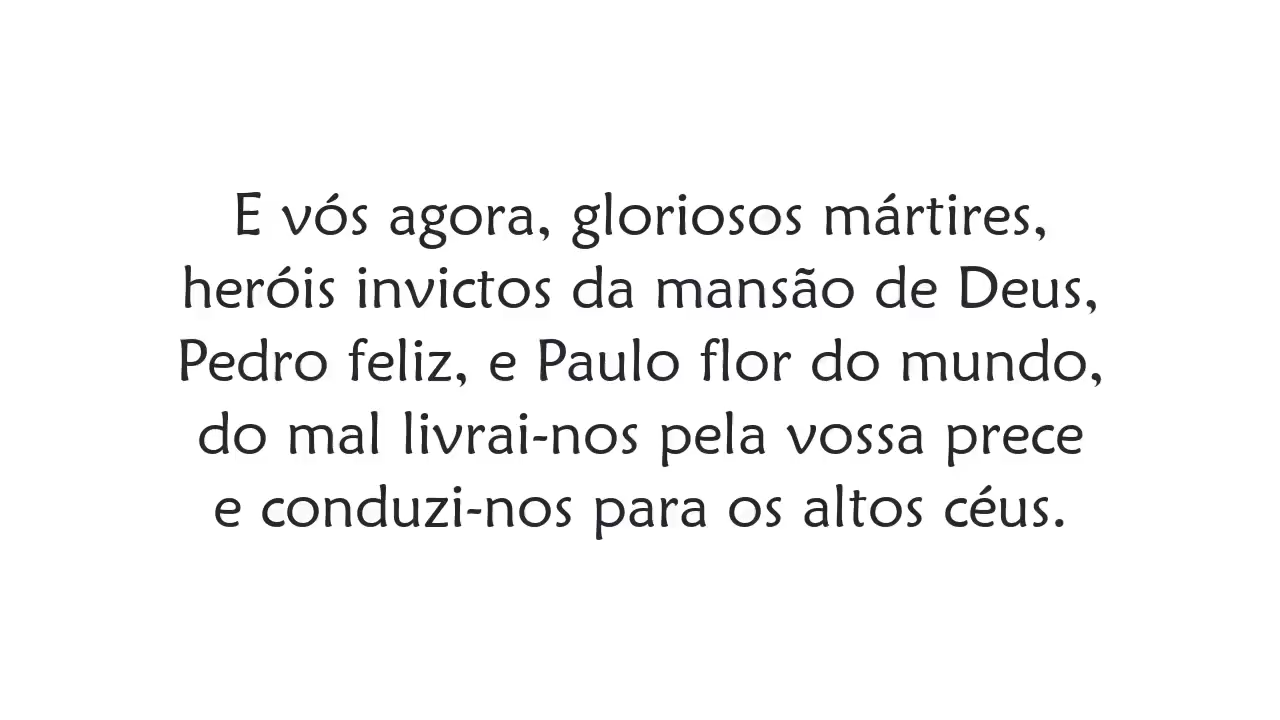 E vós agora, gloriosos mártires,
heróis invictos da mansão de Deus,
Pedro feliz, e Paulo flor do mundo,
do mal livrai-nos pela vossa prece
e conduzi-nos para os altos céus.